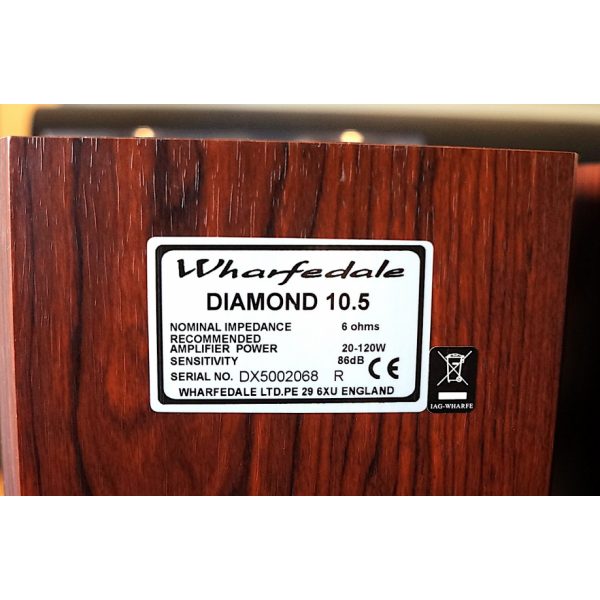 Wharfedale
DIAMOND 10.5
NOMINAL IMPEDANCE 6 ohms
RECOMMENDED
AMPLIFIER POWER 20-120W
SENSITIVITY 86dB
CE
SERIAL NO. DX5002068 R
WHARFEDALE LTD.PE 29 6XU ENGLAND
IAG-WHARFE